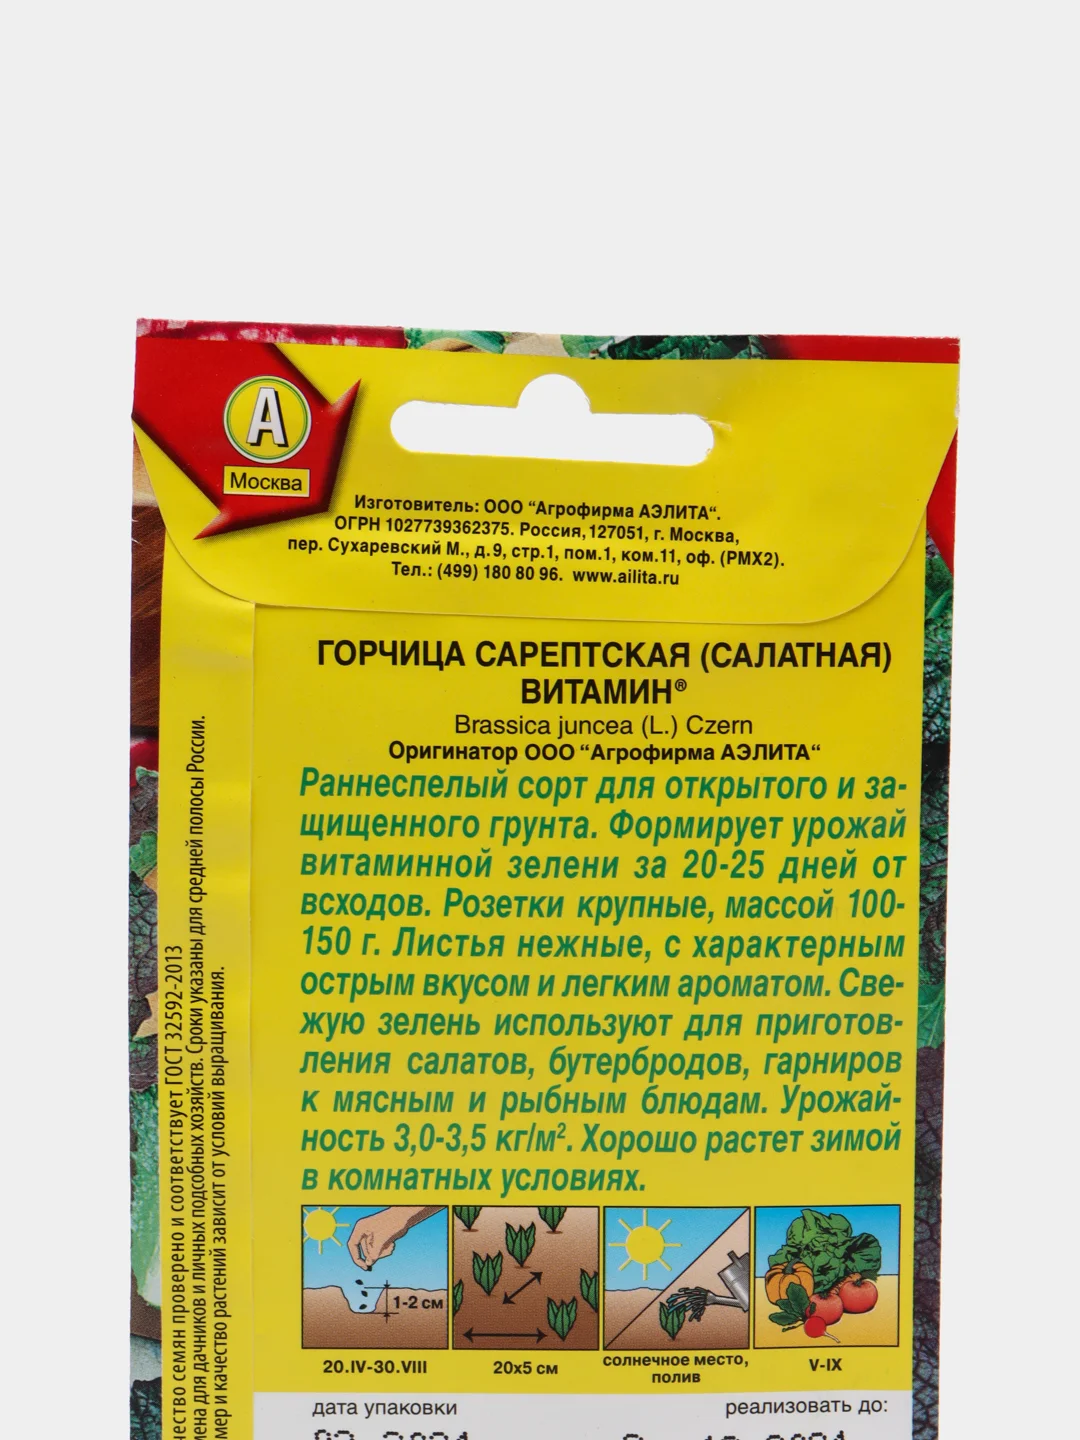 А
Москва
Изготовитель: ООО "Агрофирма АЭЛИТА".
ОГРН 1027739362375. Россия, 127051, г. Москва,
пер. Сухаревский М., д.9, стр.1, пом.1, ком.11, оф. (РМХ2).
Тел.: (499) 180 80 96. www.ailita.ru
ГОРЧИЦА САРЕПТСКАЯ (САЛАТНАЯ)
ВИТАМИН®
Brassica juncea (L.) Czern
Оригинатор ООО "Агрофирма АЭЛИТА"
Раннеспелый сорт для открытого и за-
щищенного грунта. Формирует урожай
витаминной зелени за 20-25 дней от
всходов. Розетки крупные, массой 100-
150 г. Листья нежные, с характерным
острым вкусом и легким ароматом. Све-
жую зелень используют для приготов-
ления салатов, бутербродов, гарниров
к мясным и рыбным блюдам. Урожай-
ность 3,0-3,5 кг/м². Хорошо растет зимой
в комнатных условиях.
1-2 см
20.IV-30.VIII
20x5 см
солнечное место,
полив
V-IX
дата упаковки
реализовать до:
семян проверено и соответствует ГОСТ 32592-2013
для дачников и личных подсобных хозяйств. Сроки указаны для средней полосы России.
и качество растений зависит от условий выращивания.